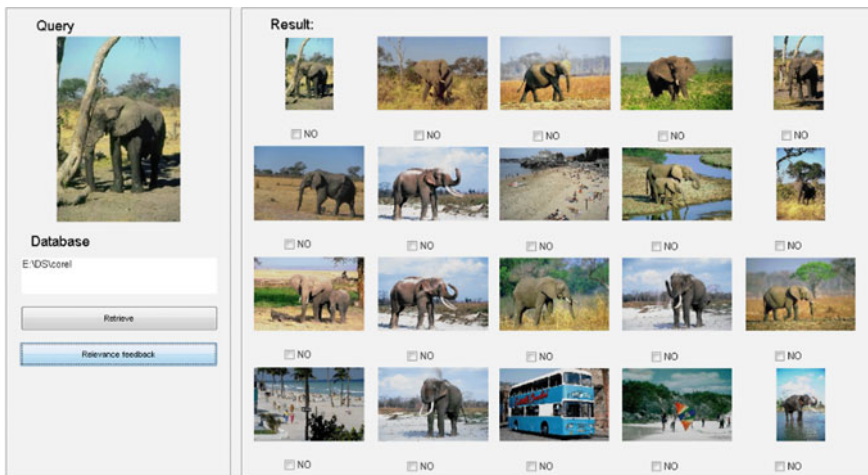 Query
Result:
NO NO NO NO NO
NO NO NO NO NO
Database
E:\DS\corel
Retrieve
NO NO NO NO NO
Relevance feedback
NO NO NO NO NO